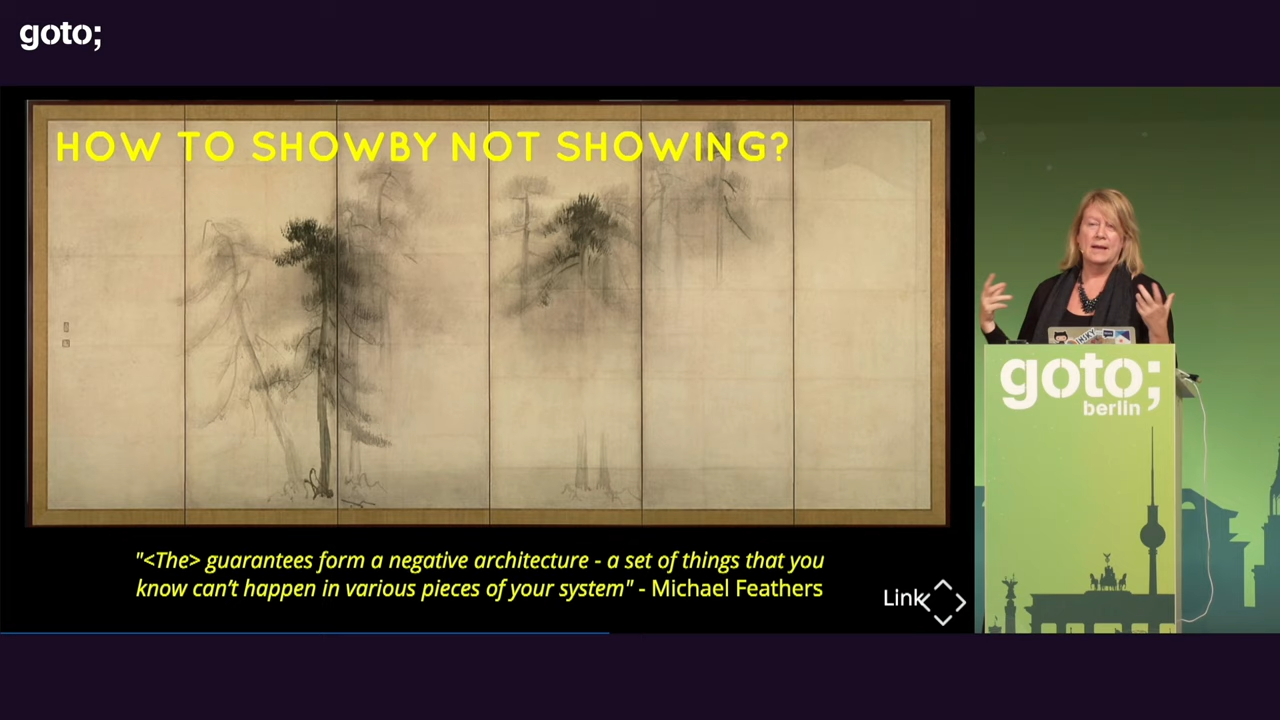 goto;
HOW TO SHOWBY NOT SHOWING?
"<The> guarantees form a negative architecture - a set of things that you
know can't happen in various pieces of your system" - Michael Feathers
Link
goto;
berlin